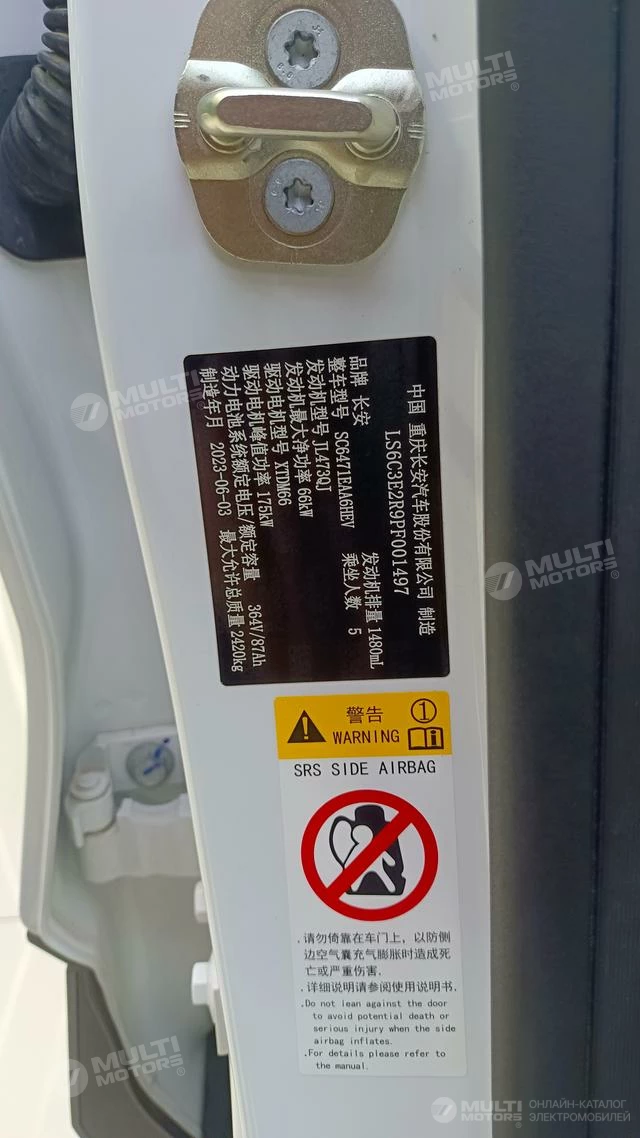 MULTI
MOTORS®
MULTI
MOTORS
中国 重庆长安汽车股份有限公司 制造
LS6C3E2R9PF001497
品牌 长安
整车型号 SC6471EAA6HEV 发动机排量 1480mL
发动机型号 JL473QJ 乘坐人数 5
发动机最大净功率 66kW
驱动电机型号 XTDM66
驱动电机峰值功率 175kW
动力电池系统额定电压/额定容量 364V/87Ah
制造年月 2023-06-03 最大允许总质量 2420kg
MULTI
MOTORS®
警告 ①
WARNING
SRS SIDE AIRBAG
.请勿倚靠在车门上，以防侧
边空气囊充气膨胀时造成死
亡或严重伤害.
.详细说明请参阅使用说明书.
.Do not lean against the door
to avoid potential death or
serious injury when the side
airbag inflates.
.For details please refer to
the manual.
MULTI
MOTORS®
MULTI
MOTORS®
ОНЛАЙН-КАТАЛОГ
ЭЛЕКТРОМОБИЛЕЙ